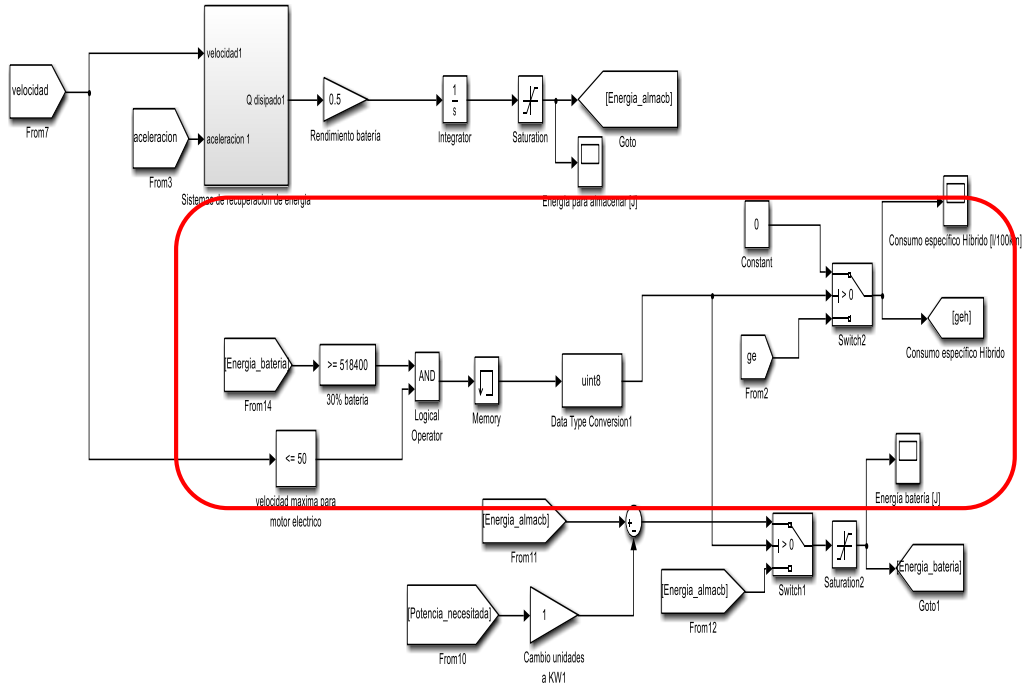 velocidad
From7
aceleracion
From3
velocidad1
Q disipado1
aceleracion 1
Sistemas de recuperacion de energia
0.5
Rendimiento batería
1
s
Integrator
Saturation
[Energia_almacb]
Goto
Energía para almacenar [J]
0
Constant
> 0
Switch2
Consumo específico Híbrido [l/100km]
[geh]
Consumo específico Híbrido
ge
From2
[Energia_bateria]
From14
>= 518400
30% bateria
AND
Logical
Operator
Memory
uint8
Data Type Conversion1
<= 50
velocidad maxima para
motor electrico
Energía batería [J]
[Energia_almacb]
From11
+
-
> 0
Switch1
Saturation2
[Energia_bateria]
Goto1
[Energia_almacb]
From12
[Potencia_necesitada]
From10
1
Cambio unidades
a KW1